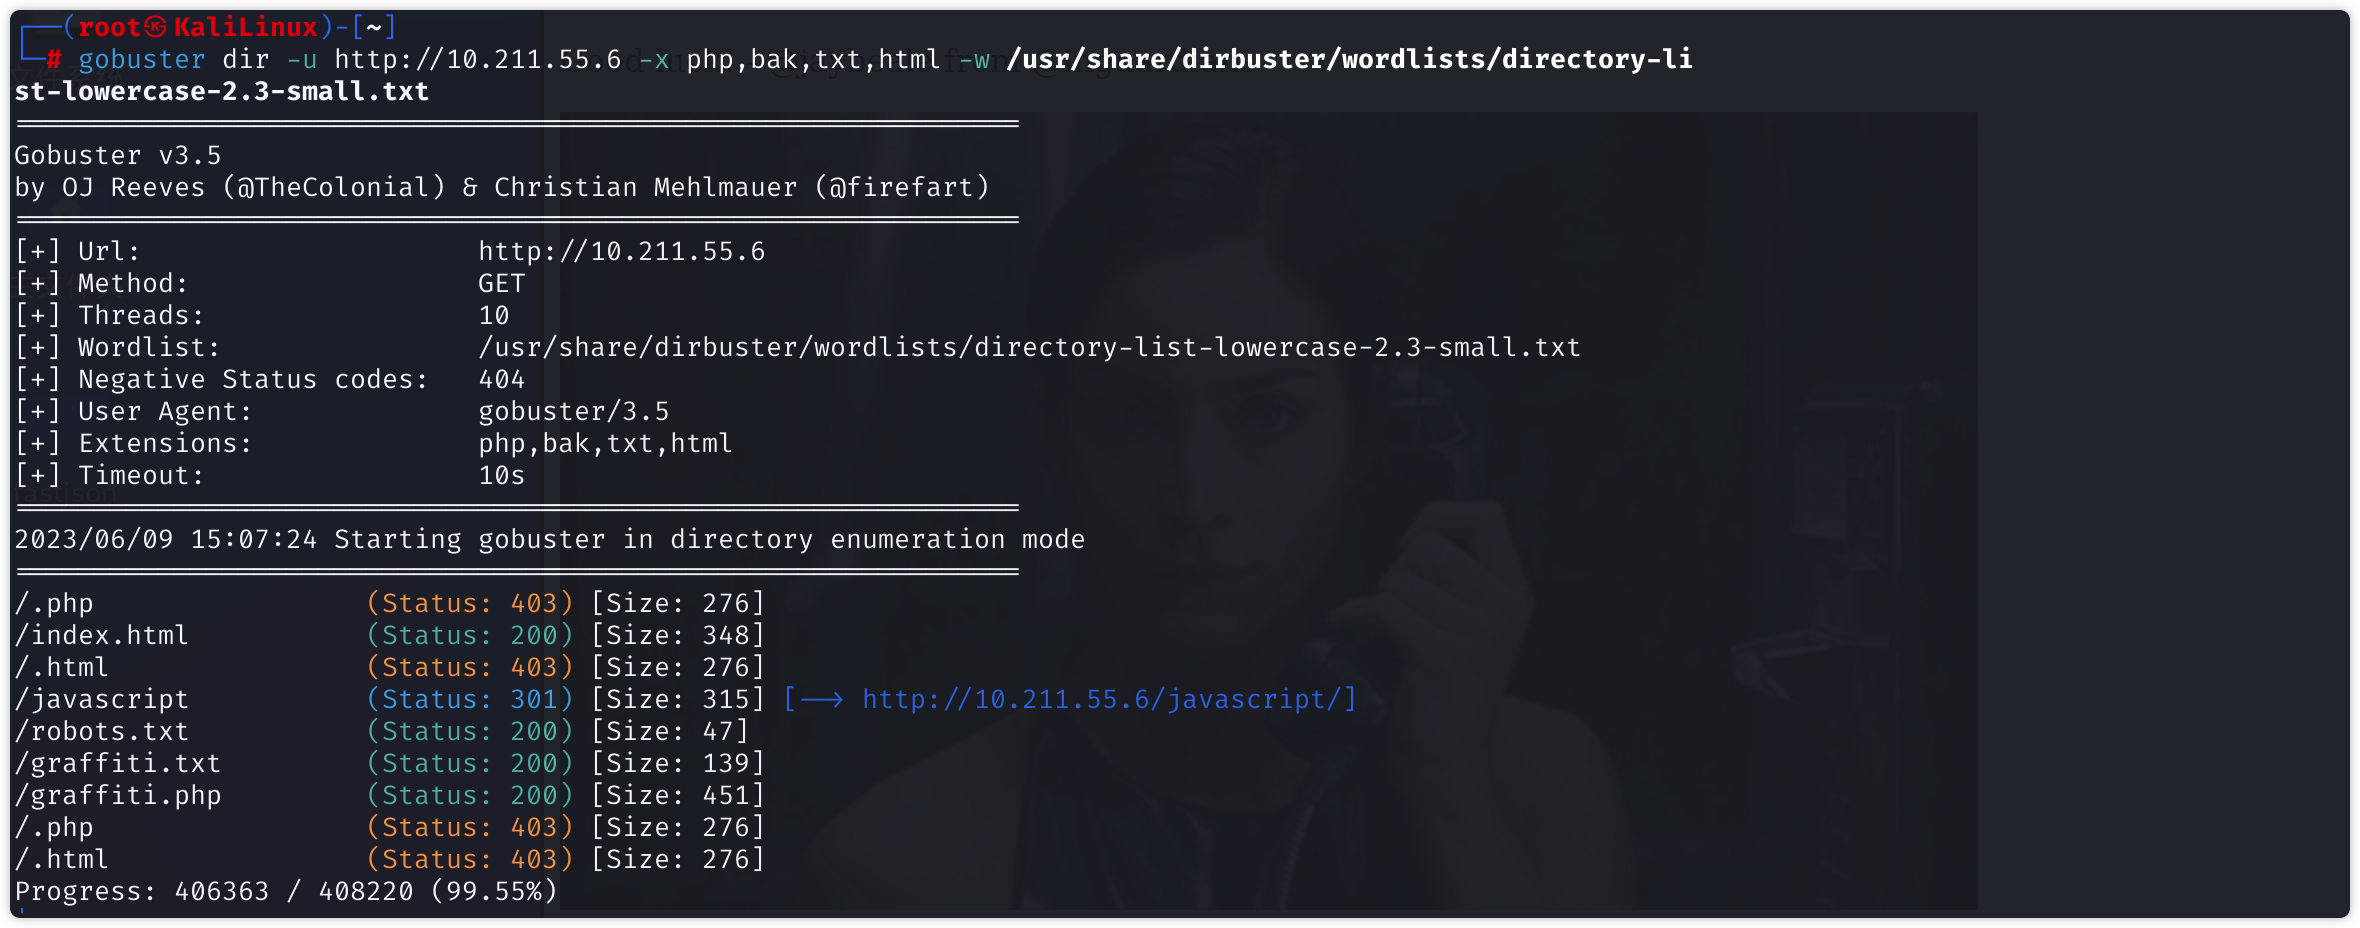 ┌──(root㉿KaliLinux)-[~]
└─# gobuster dir -u http://10.211.55.6 -x php,bak,txt,html -w /usr/share/dirbuster/wordlists/directory-li
st-lowercase-2.3-small.txt
===============================================================
Gobuster v3.5
by OJ Reeves (@TheColonial) & Christian Mehlmauer (@firefart)
===============================================================
[+] Url:                     http://10.211.55.6
[+] Method:                  GET
[+] Threads:                 10
[+] Wordlist:                /usr/share/dirbuster/wordlists/directory-list-lowercase-2.3-small.txt
[+] Negative Status codes:   404
[+] User Agent:              gobuster/3.5
[+] Extensions:              php,bak,txt,html
[+] Timeout:                 10s
===============================================================
2023/06/09 15:07:24 Starting gobuster in directory enumeration mode
===============================================================
/.php                 (Status: 403) [Size: 276]
/index.html           (Status: 200) [Size: 348]
/.html                (Status: 403) [Size: 276]
/javascript           (Status: 301) [Size: 315] [--> http://10.211.55.6/javascript/]
/robots.txt           (Status: 200) [Size: 47]
/graffiti.txt         (Status: 200) [Size: 139]
/graffiti.php         (Status: 200) [Size: 451]
/.php                 (Status: 403) [Size: 276]
/.html                (Status: 403) [Size: 276]
Progress: 406363 / 408220 (99.55%)